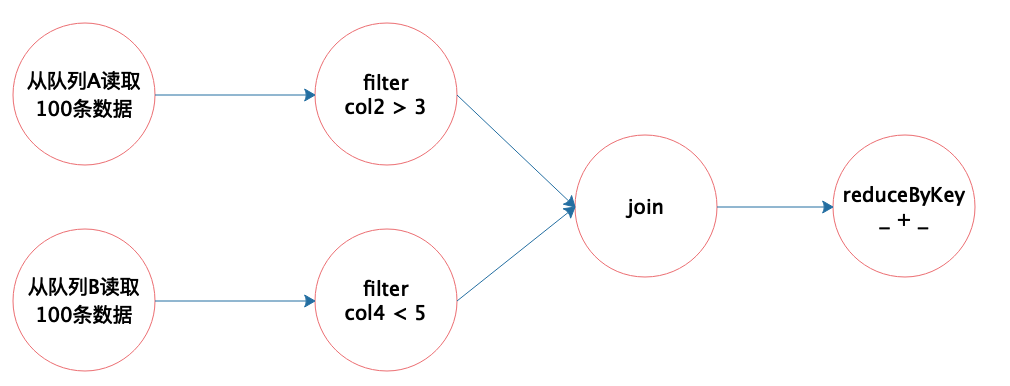 从队列A读取
100条数据
filter
col2 > 3
从队列B读取
100条数据
filter
col4 < 5
join
reduceByKey
_ + _